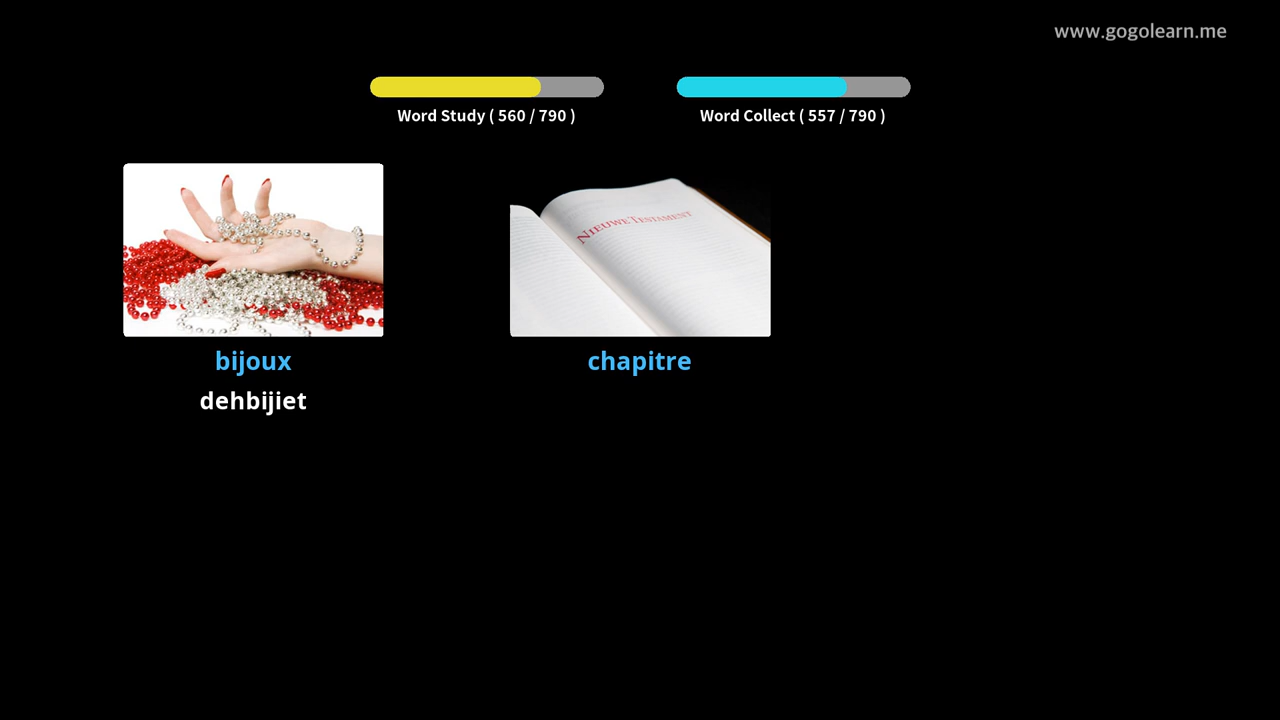 www.gogolearn.me
Word Study ( 560 / 790 )
Word Collect ( 557 / 790 )
NIEUWE TESTAMENT
bijoux
chapitre
dehbijiet